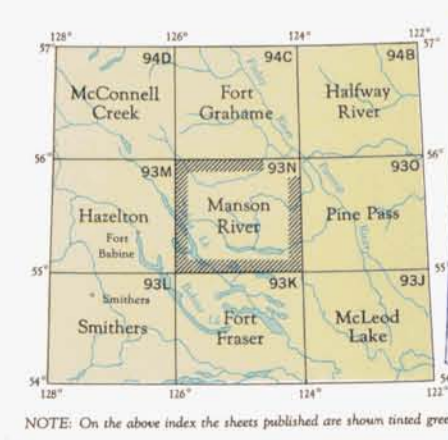 128° 126° 124° 122°
57° 94D 94C 94B 57°
McConnell Creek Fort Grahame Halfway River
56° 93M 93N 93O 56°
Hazelton Manson River Pine Pass
Fort Babine
55° 93L 93K 93J 55°
Smithers
Smithers Fort Fraser McLeod Lake
54°
128° 126° 124° 122°
NOTE: On the above index the sheets published are shown tinted gree